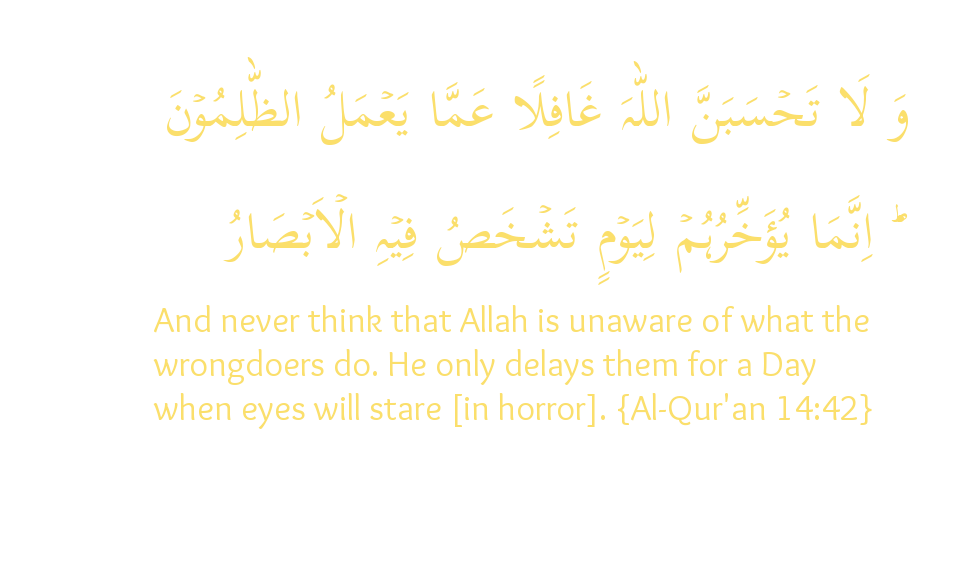 وَ لَا تَحۡسَبَنَّ اللّٰہَ غَافِلًا عَمَّا یَعۡمَلُ الظّٰلِمُوۡنَ
ؕ اِنَّمَا یُؤَخِّرُہُمۡ لِیَوۡمٍ تَشۡخَصُ فِیۡہِ الۡاَبۡصَارُ
And never think that Allah is unaware of what the
wrongdoers do. He only delays them for a Day
when eyes will stare [in horror]. {Al-Qur'an 14:42}